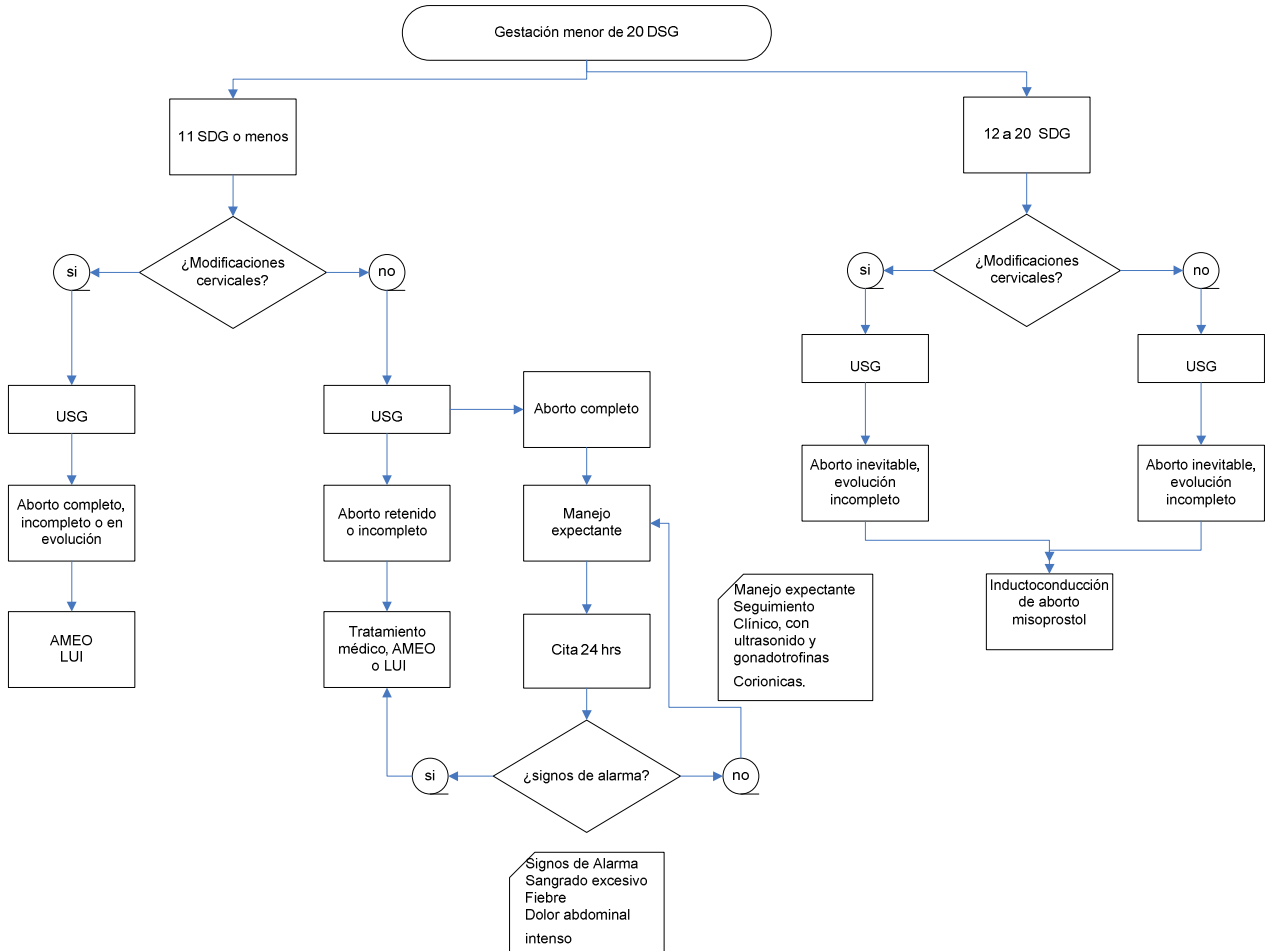 Gestación menor de 20 DSG
11 SDG o menos
12 a 20 SDG
¿Modificaciones
cervicales?
si
no
¿Modificaciones
cervicales?
si
no
USG
USG
Aborto completo
USG
USG
Aborto completo,
incompleto o en
evolución
Aborto retenido
o incompleto
Manejo
expectante
Aborto inevitable,
evolución
incompleto
Aborto inevitable,
evolución
incompleto
AMEO
LUI
Tratamiento
médico, AMEO
o LUI
Cita 24 hrs
Manejo expectante
Seguimiento
Clínico, con
ultrasonido y
gonadotrofinas
Corionicas.
Inductoconducción
de aborto
misoprostol
si
¿signos de alarma?
no
Signos de Alarma
Sangrado excesivo
Fiebre
Dolor abdominal
intenso